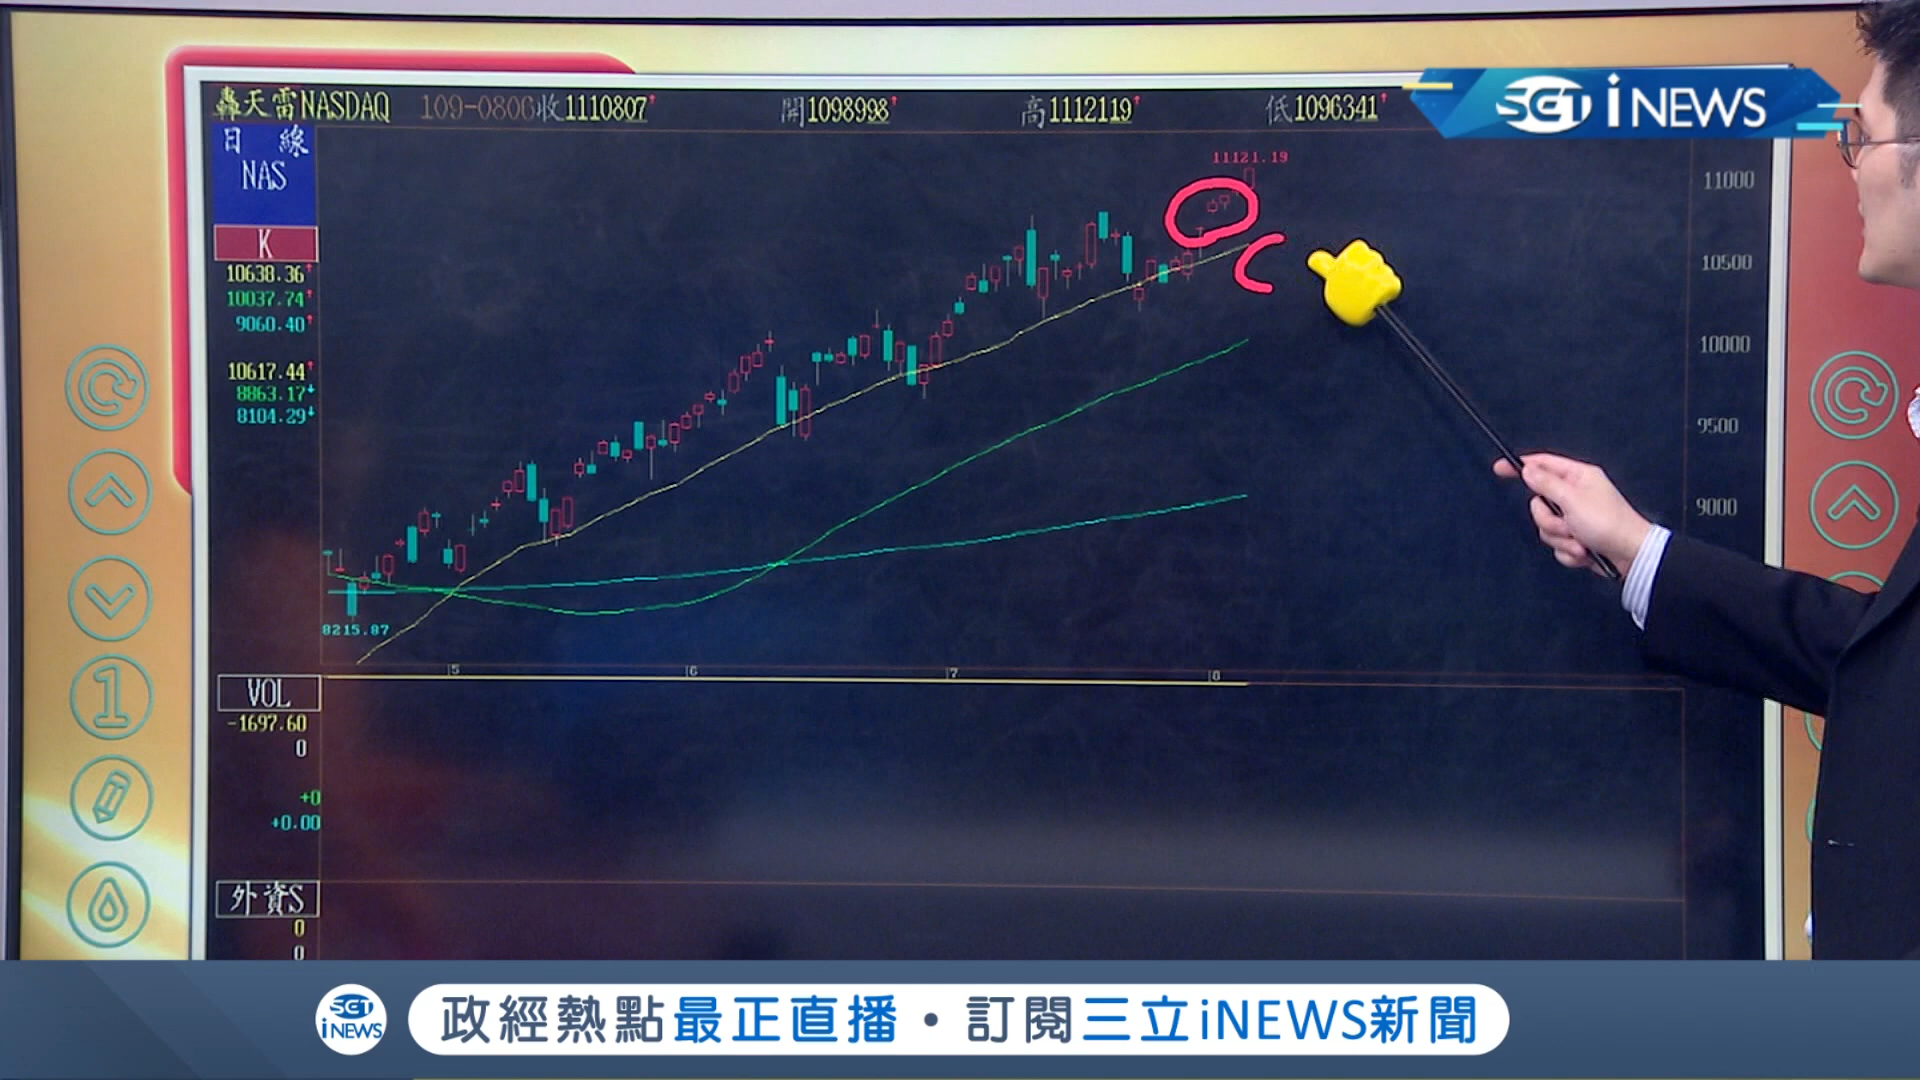 轟天雷NASDAQ 109-0806收1110807↑ 開1098998↑ 高1112119↑ 低1096341↑
SET iNEWS
日線
NAS
K
10638.36↑
10037.74↑
9060.40↑
10617.44↑
8863.17↓
8104.29↓
11121.19
8215.87
11000
10500
10000
9500
9000
5 6 7 8
VOL
-1697.60
0
+0
+0.00
外資S
0
0
1
SET iNEWS
政經熱點最正直播・訂閱三立iNEWS新聞